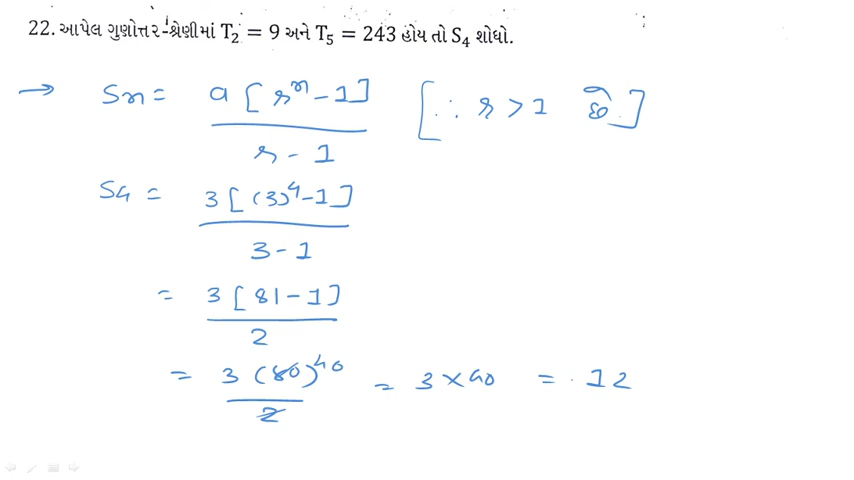 22. આપેલ ગુણોત્તર શ્રેણીમાં T₂ = 9 અને T₅ = 243 હોય તો S₄ શોધો.
→ Sn = a[rⁿ - 1] / r - 1 [∵ r > 1 છે]
S4 = 3[(3)⁴ - 1] / 3 - 1
= 3[81 - 1] / 2
= 3(80)⁴⁰ / 2 = 3 × 40 = 12